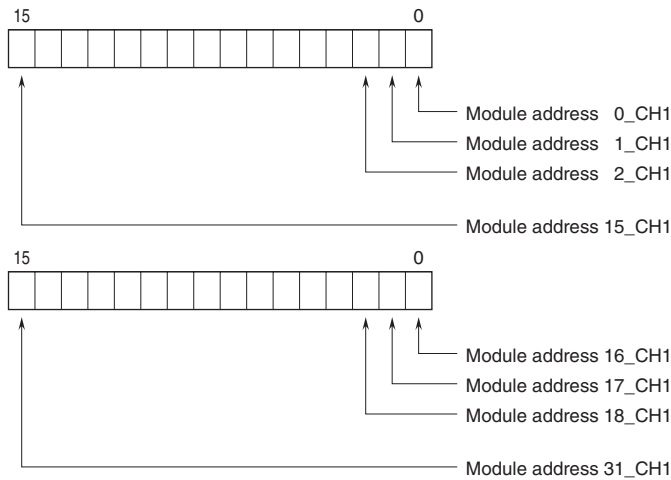 15 0
Module address 0_CH1
Module address 1_CH1
Module address 2_CH1
Module address 15_CH1
15 0
Module address 16_CH1
Module address 17_CH1
Module address 18_CH1
Module address 31_CH1